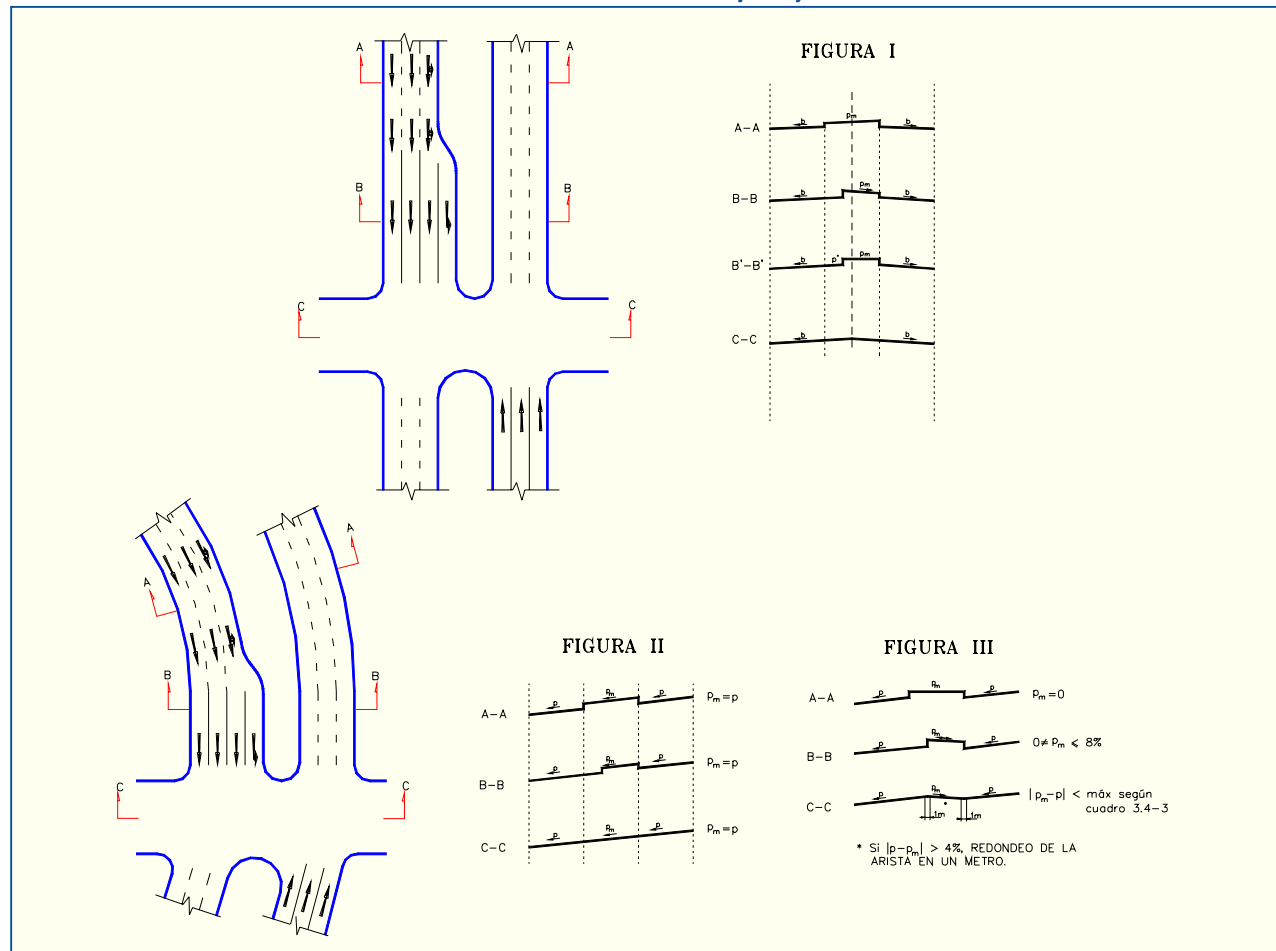 A
A
B
B
C
C
FIGURA I
A-A
b
Pm
b
B-B
b
Pm
b
B'-B'
b
p'
Pm
b
C-C
b
b
A
A
B
B
C
C
FIGURA II
A-A
p
Pm
p
Pm=p
B-B
p
Pm
p
Pm=p
C-C
p
Pm
p
Pm=p
FIGURA III
A-A
p
Pm
p
Pm=0
B-B
p
Pm
p
0≠Pm ≤ 8%
C-C
p
Pm
p
1m
*
1m
|Pm-p| < máx según
cuadro 3.4-3
* Si |p-Pm| > 4%, REDONDEO DE LA
ARISTA EN UN METRO.